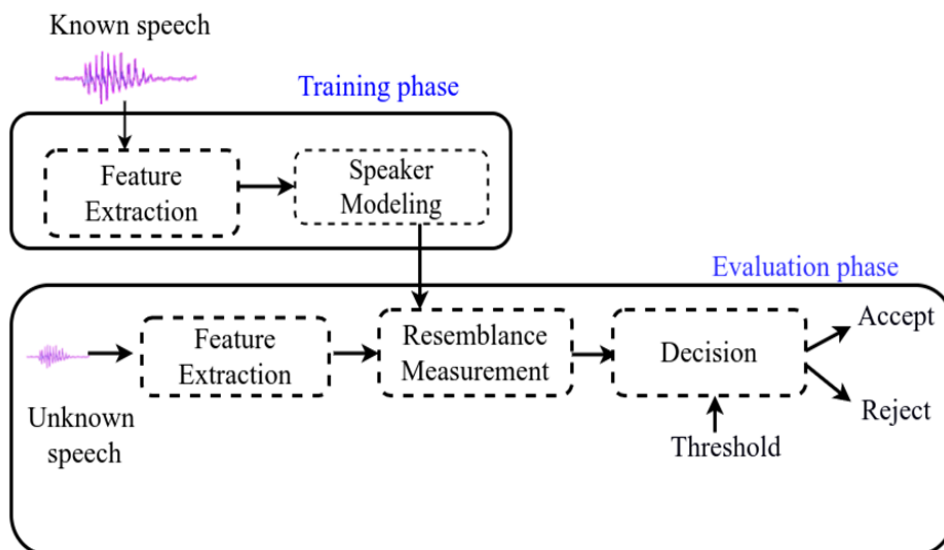 Known speech
Training phase
Feature
Extraction
Speaker
Modeling
Evaluation phase
Unknown
speech
Feature
Extraction
Resemblance
Measurement
Decision
Threshold
Accept
Reject